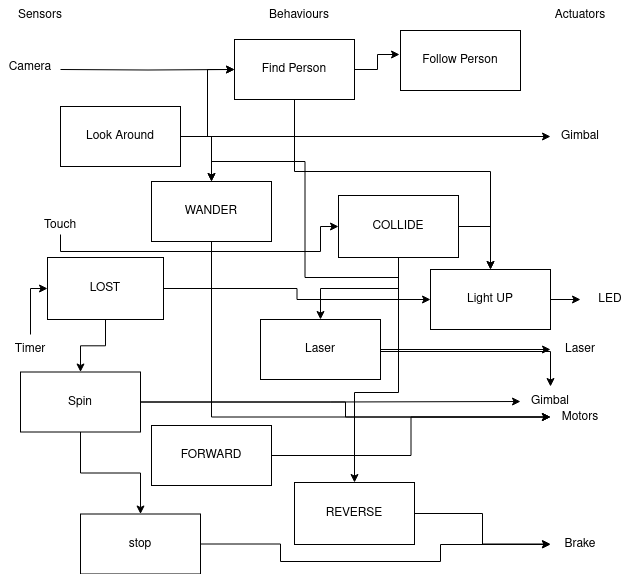 Sensors Behaviours Actuators
Camera Find Person Follow Person
Look Around Gimbal
WANDER
Touch COLLIDE
LOST Light UP LED
Timer Laser Laser
Spin Gimbal
Motors
FORWARD
REVERSE
stop Brake